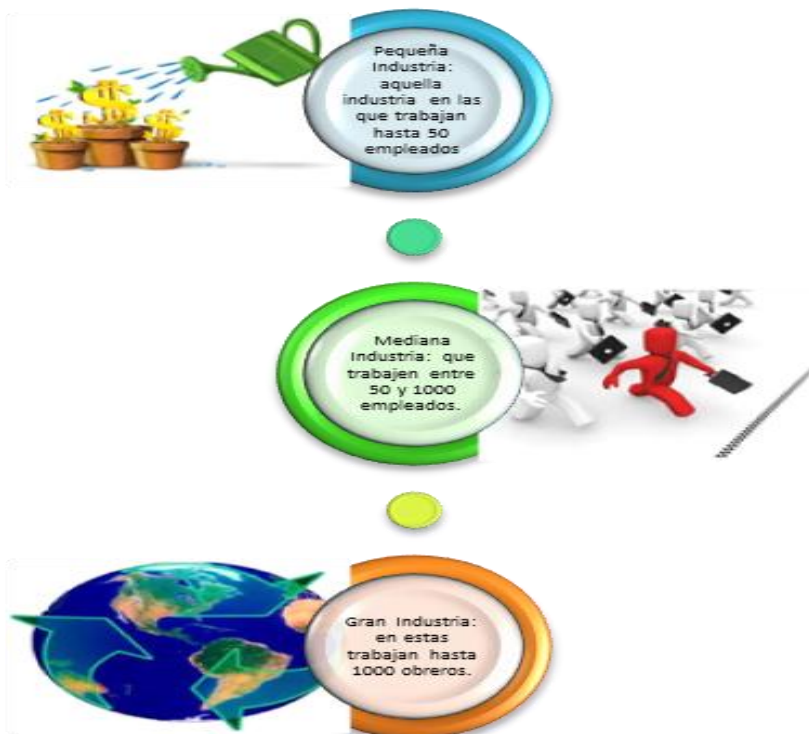 Pequeña
Industria:
aquella
industria en las
que trabajan
hasta 50
empleados
Mediana
Industria: que
trabajen entre
50 y 1000
empleados.
Gran Industria:
en estas
trabajan hasta
1000 obreros.